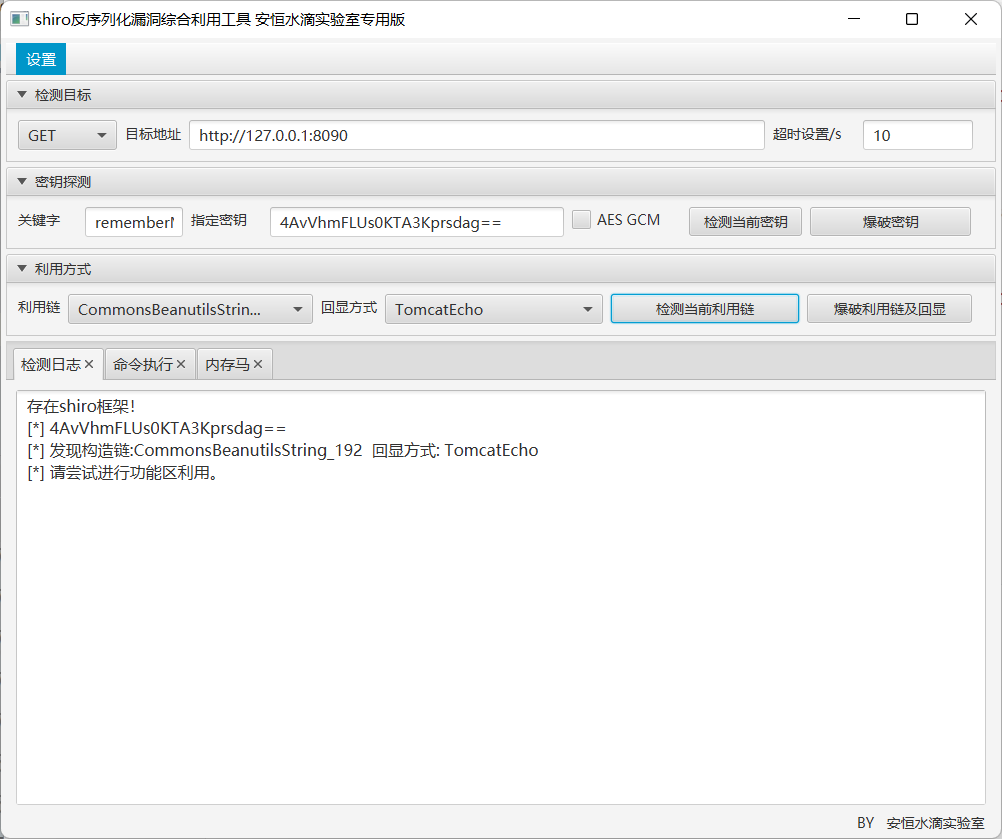 shiro反序列化漏洞综合利用工具 安恒水滴实验室专用版
设置
检测目标
GET 目标地址 http://127.0.0.1:8090 超时设置/s 10
密钥探测
关键字 remember 指定密钥 4AvVhmFLUs0KTA3Kprsdag== AES GCM 检测当前密钥 爆破密钥
利用方式
利用链 CommonsBeanutilsStrin... 回显方式 TomcatEcho 检测当前利用链 爆破利用链及回显
检测日志 命令执行 内存马
存在shiro框架!
[*] 4AvVhmFLUs0KTA3Kprsdag==
[*] 发现构造链:CommonsBeanutilsString_192 回显方式: TomcatEcho
[*] 请尝试进行功能区利用。
BY 安恒水滴实验室